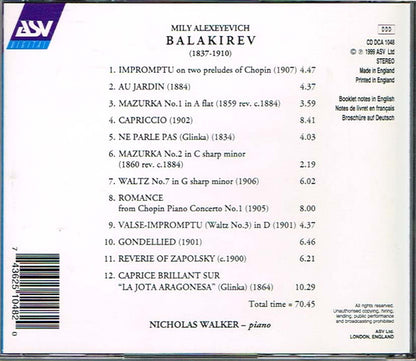 ASV
DIGITAL
MILY ALEXEYEVICH
BALAKIREV
(1837-1910)
1. IMPROMPTU on two preludes of Chopin (1907) 4.47
2. AU JARDIN (1884) 4.37
3. MAZURKA No.1 in A flat (1859 rev. c.1884) 3.59
4. CAPRICCIO (1902) 8.41
5. NE PARLE PAS (Glinka) (1834) 4.03
6. MAZURKA No.2 in C sharp minor
(1860 rev. c.1884) 2.19
7. WALTZ No.7 in G sharp minor (1906) 6.02
8. ROMANCE
from Chopin Piano Concerto No.1 (1905) 8.00
9. VALSE-IMPROMPTU (Waltz No.3) in D (1901) 4.37
10. GONDELLIED (1901) 6.46
11. REVERIE OF ZAPOLSKY (c.1900) 6.21
12. CAPRICE BRILLANT SUR
"LA JOTA ARAGONESA" (Glinka) (1864) 10.29
Total time = 70.45
NICHOLAS WALKER – piano
DDD
CD DCA 1048
℗ © 1999 ASV Ltd
STEREO
Made in England
Printed in England
Booklet notes in English
Notes de livret en français
Broschüre auf Deutsch
7 43625 10482 0
All rights reserved.
Unauthorised copying, hiring,
lending, public performance
and broadcasting prohibited
ASV Ltd.
LONDON, ENGLAND